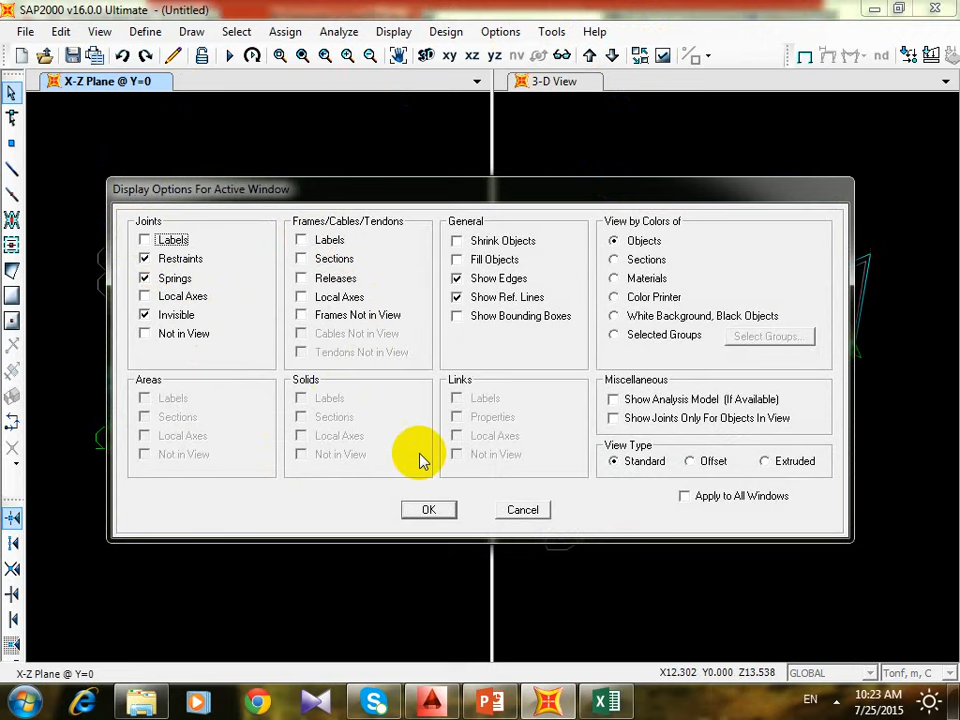 SAP2000 v16.0.0 Ultimate - (Untitled)
File Edit View Define Draw Select Assign Analyze Display Design Options Tools Help
3D xy xz yz nv nd
X-Z Plane @ Y=0
3-D View
Display Options For Active Window
Joints
Labels
Restraints
Springs
Local Axes
Invisible
Not in View
Frames/Cables/Tendons
Labels
Sections
Releases
Local Axes
Frames Not in View
Cables Not in View
Tendons Not in View
General
Shrink Objects
Fill Objects
Show Edges
Show Ref. Lines
Show Bounding Boxes
View by Colors of
Objects
Sections
Materials
Color Printer
White Background, Black Objects
Selected Groups
Select Groups...
Areas
Labels
Sections
Local Axes
Not in View
Solids
Labels
Sections
Local Axes
Not in View
Links
Labels
Properties
Local Axes
Not in View
Miscellaneous
Show Analysis Model (If Available)
Show Joints Only For Objects In View
View Type
Standard Offset Extruded
Apply to All Windows
OK Cancel
X-Z Plane @ Y=0
X12.302 Y0.000 Z13.538
GLOBAL
Tonf, m, C
EN
10:23 AM
7/25/2015